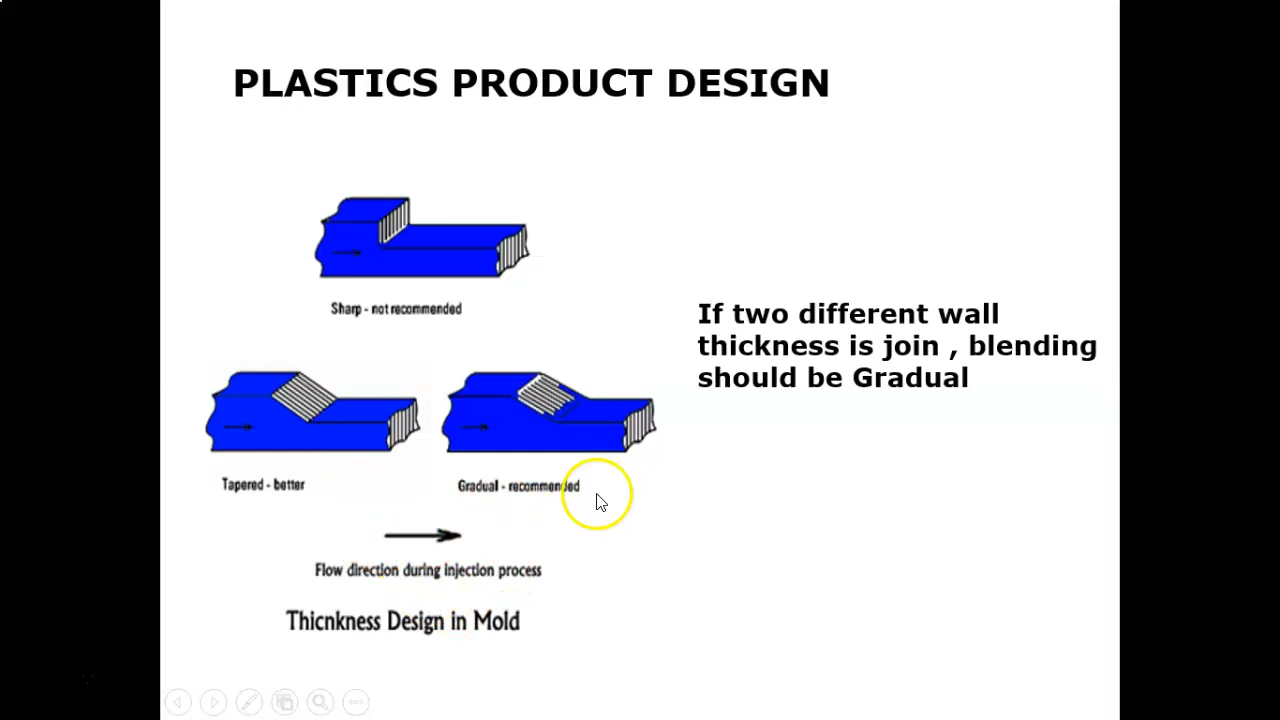 PLASTICS PRODUCT DESIGN
Sharp - not recommended
If two different wall
thickness is join , blending
should be Gradual
Tapered - better
Gradual - recommended
Flow direction during injection process
Thicnkness Design in Mold